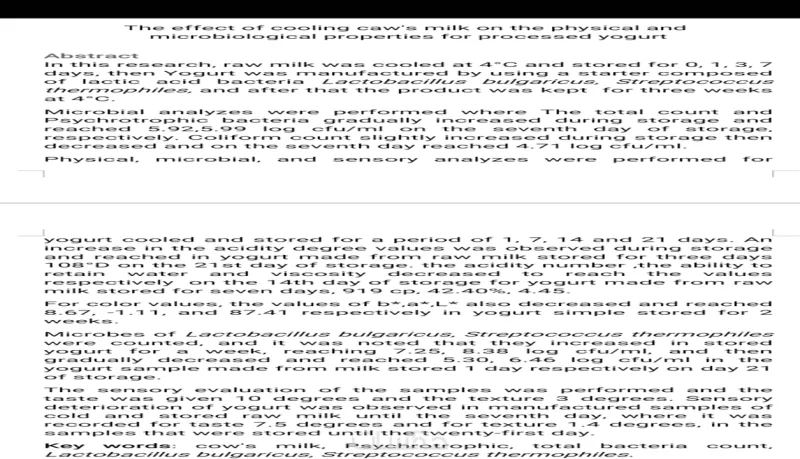 The effect of cooling caw's milk on the physical and
microbiological properties for processed yogurt
Abstract
In this research, raw milk was cooled at 4°C and stored for 0, 1, 3, 7
days, then Yogurt was manufactured by using a starter composed
of lactic acid bacteria Lactobacillus bulgaricus, Streptococcus
thermophiles, and after that the product was kept for three weeks
at 4°C.
Microbial analyzes were performed where The total count and
Psychrotrophic bacteria gradually increased during storage and
reached 5.92,5.99 log cfu/ml on the seventh day of storage,
respectively. Coliform count slightly increased during storage then
decreased and on the seventh day reached 4.71 log cfu/ml.
Physical, microbial, and sensory analyzes were performed for
yogurt cooled and stored for a period of 1, 7, 14 and 21 days. An
increase in the acidity degree values was observed during storage
and reached in yogurt made from raw milk stored for three days
108°D on the 21st day of storage. the acidity number ,the ability to
retain water and viscosity decreased to reach the values
respectively on the 14th day of storage for yogurt made from raw
milk stored for seven days, 919 cp, 42.40%, 4.45.
For color values, the values of b*,a*,L* also decreased and reached
8.67, -1.11, and 87.41 respectively in yogurt simple stored for 2
weeks.
Microbes of Lactobacillus bulgaricus, Streptococcus thermophiles
were counted, and it was noted that they increased in stored
yogurt for a week, reaching 7.25, 8.38 log cfu/ml, and then
gradually decreased and reached 5.30, 6.46 log cfu/ml in the
yogurt sample made from milk stored 1 day respectively on day 21
of storage.
The sensory evaluation of the samples was performed and the
taste was given 10 degrees and the texture 3 degrees. Sensory
deterioration of yogurt was observed in manufactured samples of
cold and stored raw milk until the seventh day, where it was
recorded for taste 7.5 degrees and for texture 1.4 degrees, in the
samples that were stored until the twenty-first day.
Key words: cow's milk, Psychrotrophic, total bacteria count,
Lactobacillus bulgaricus, Streptococcus thermophiles.